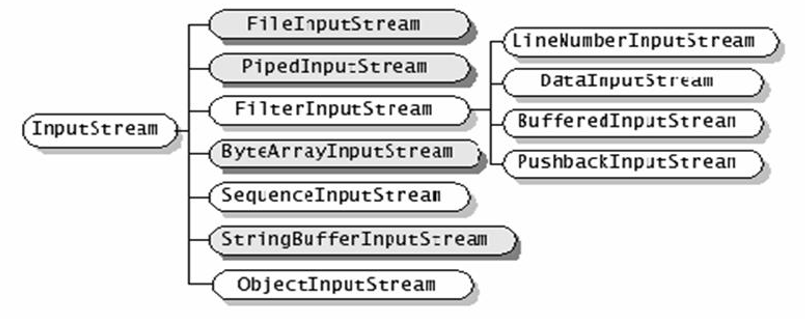 FileInputStream
LineNumberInputStream
PipedInputStream
DataInputStream
FilterInputStream
BufferedInputStream
InputStream
ByteArrayInputStream
PushbackInputStream
SequenceInputStream
StringBufferInputStream
ObjectInputStream